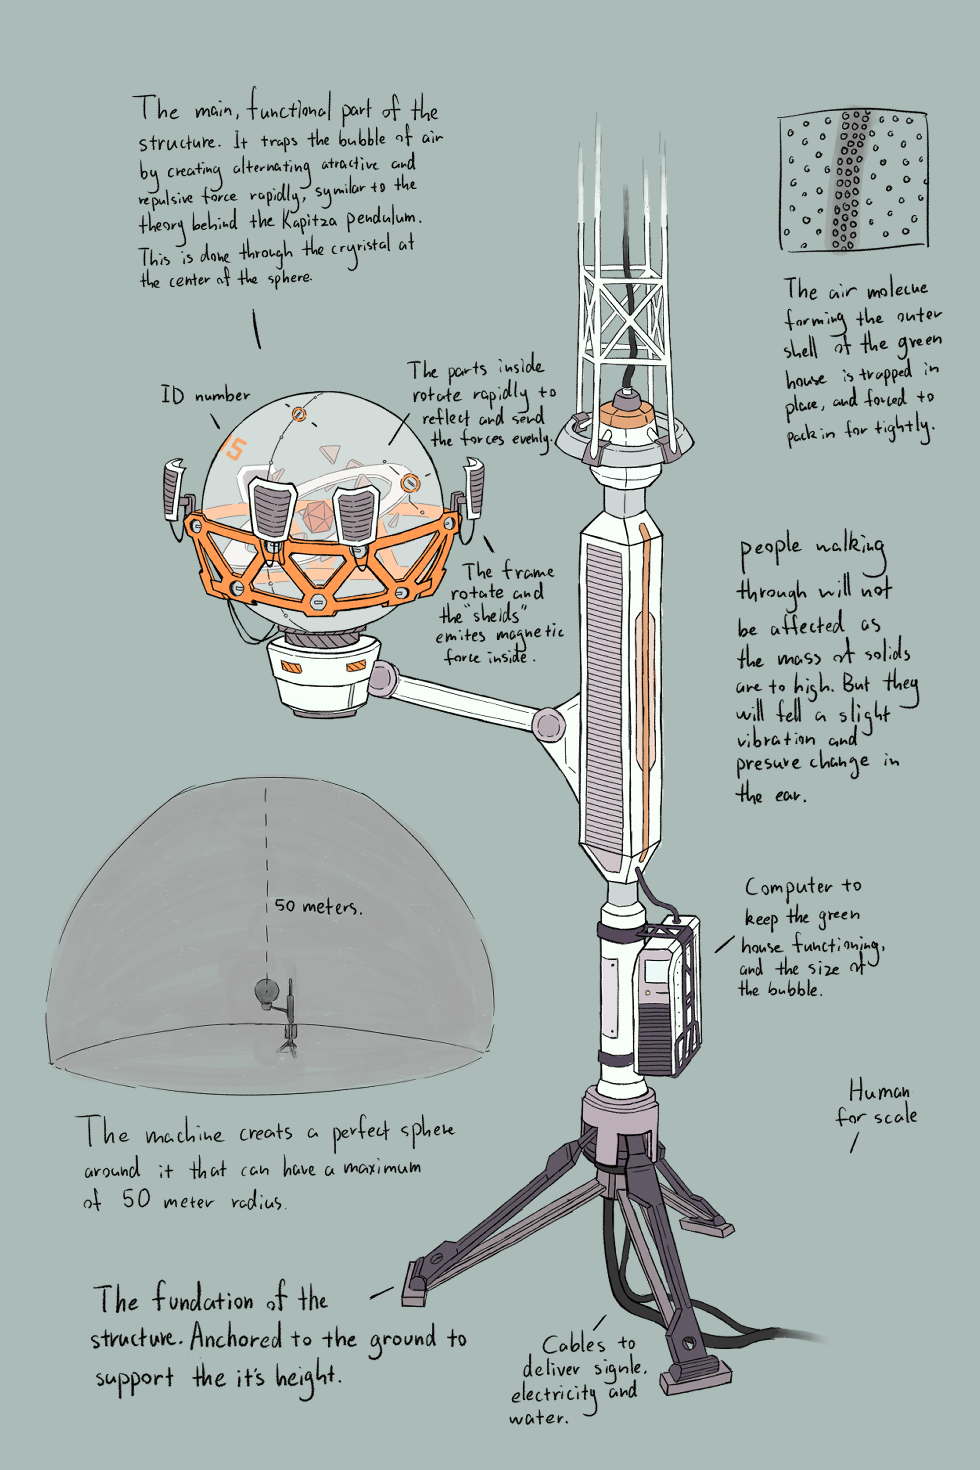 The main, functional part of the
structure. It traps the bubble of air
by creating alternating atractive and
repulsive force rapidly, symilar to the
theory behind the Kapitza pendulum.
This is done through the cryristal at
the center of the sphere.
ID number
The parts inside
rotate rapidly to
reflect and send
the forces evenly.
15
The frame
rotate and
the "sheids"
emites magnetic
force inside.
The air molecue
forming the outer
shell of the green
house is trapped in
place, and forced to
pack in for tightly.
people walking
through will not
be affected as
the mass of solids
are to high. But they
will fell a slight
vibration and
presure change in
the ear.
50 meters.
Computer to
keep the green
house functioning,
and the size of
the bubble.
The machine creats a perfect sphere
around it that can have a maximum
of 50 meter radius.
Human
for scale
The fundation of the
structure. Anchored to the ground to
support the it's height.
Cables to
deliver signle,
electricity and
water.